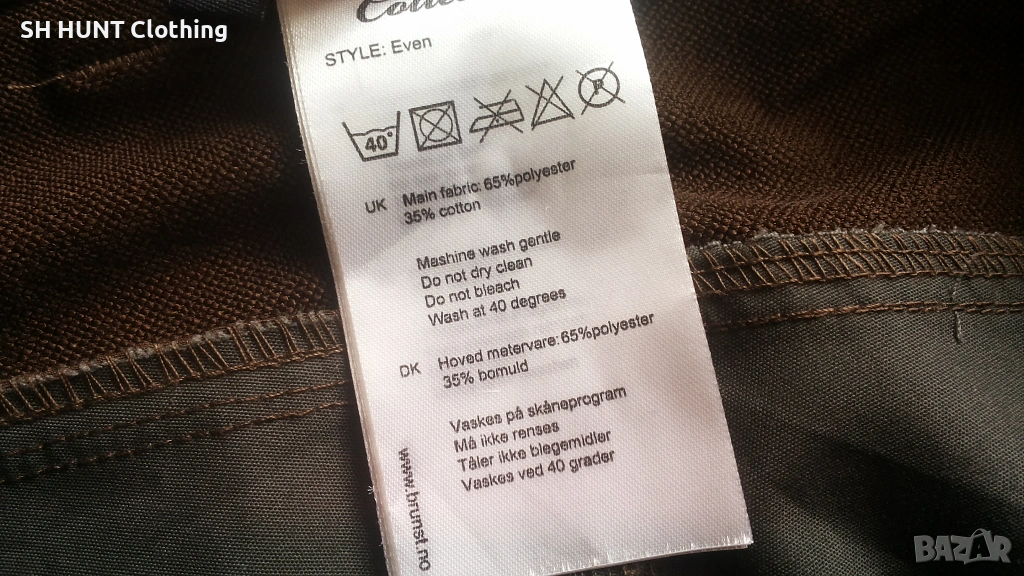 SH HUNT Clothing
STYLE: Even
40°
P
UK Main fabric: 65%polyester
35% cotton
Mashine wash gentle
Do not dry clean
Do not bleach
Wash at 40 degrees
DK Hoved matervare: 65%polyester
35% bomuld
Vaskes på skåneprogram
Må ikke renses
Tåler ikke blegemidler
Vaskes ved 40 grader
www.brunst.no
BAZAR